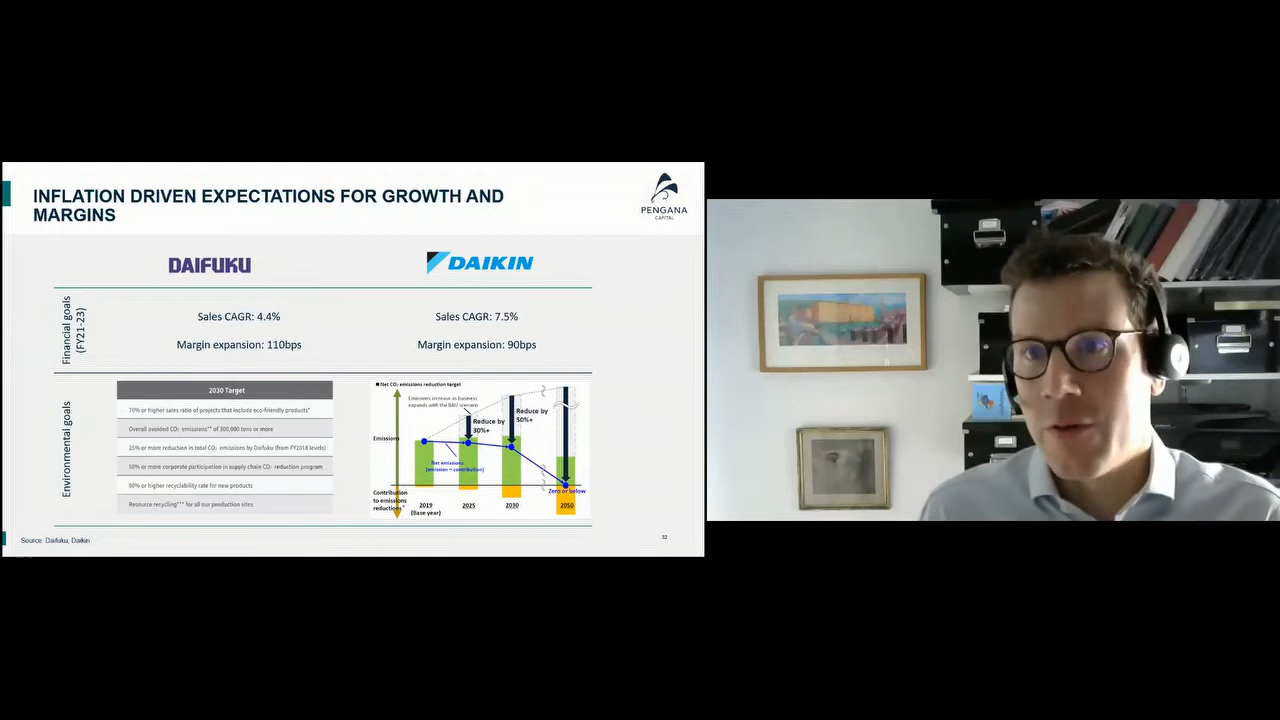 INFLATION DRIVEN EXPECTATIONS FOR GROWTH AND
MARGINS
PENGANA
CAPITAL
DAIFUKU
DAIKIN
Financial goals
(FY21-23)
Sales CAGR: 4.4%
Sales CAGR: 7.5%
Margin expansion: 110bps
Margin expansion: 90bps
Environmental goals
2030 Target
70% or higher sales ratio of projects that include eco-friendly products*
Overall avoided CO₂ emissions** of 300,000 tons or more
25% or more reduction in total CO₂ emissions by Daifuku (from FY2018 levels)
50% or more corporate participation in supply chain CO₂ reduction program
90% or higher recyclability rate for new products
Resource recycling*** for all our production sites
■ Net CO₂ emissions reduction target
Emissions increase as business
expands with the BAU scenario
Reduce by
30%+
Reduce by
50%+
Emissions
Net emissions
(emission − contribution)
Zero or below
Contribution
to emissions
reductions
2019
(Base year)
2025
2030
2050
Source: Daifuku, Daikin
32